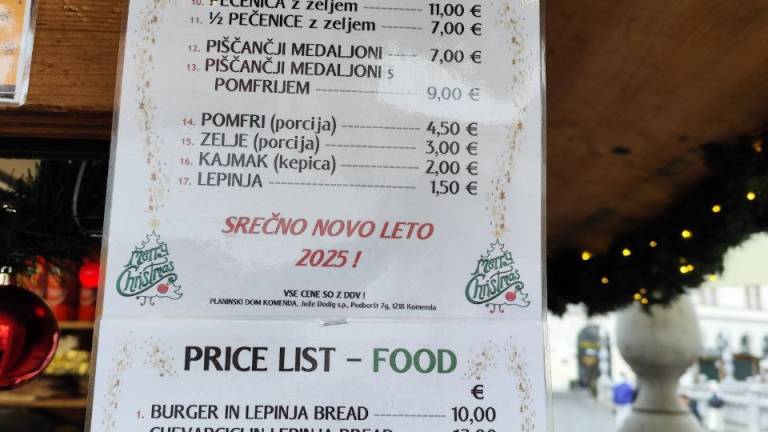 10. PEČENICA z zeljem ---------- 11,00 €
11. ½ PEČENICE z zeljem ---------- 7,00 €
12. PIŠČANČJI MEDALJONI ---------- 7,00 €
13. PIŠČANČJI MEDALJONI s
POMFRIJEM ---------- 9,00 €
14. POMFRI (porcija) ---------- 4,50 €
15. ZELJE (porcija) ---------- 3,00 €
16. KAJMAK (kepica) ---------- 2,00 €
17. LEPINJA ---------- 1,50 €
SREČNO NOVO LETO
2025 !
Merry
Christmas
Merry
Christmas
VSE CENE SO Z DDV !
PLANINSKI DOM KOMENDA, Jože Dodig s.p., Podboršt 7g, 1218 Komenda
PRICE LIST – FOOD
€
1. BURGER IN LEPINJA BREAD ---------- 10,00